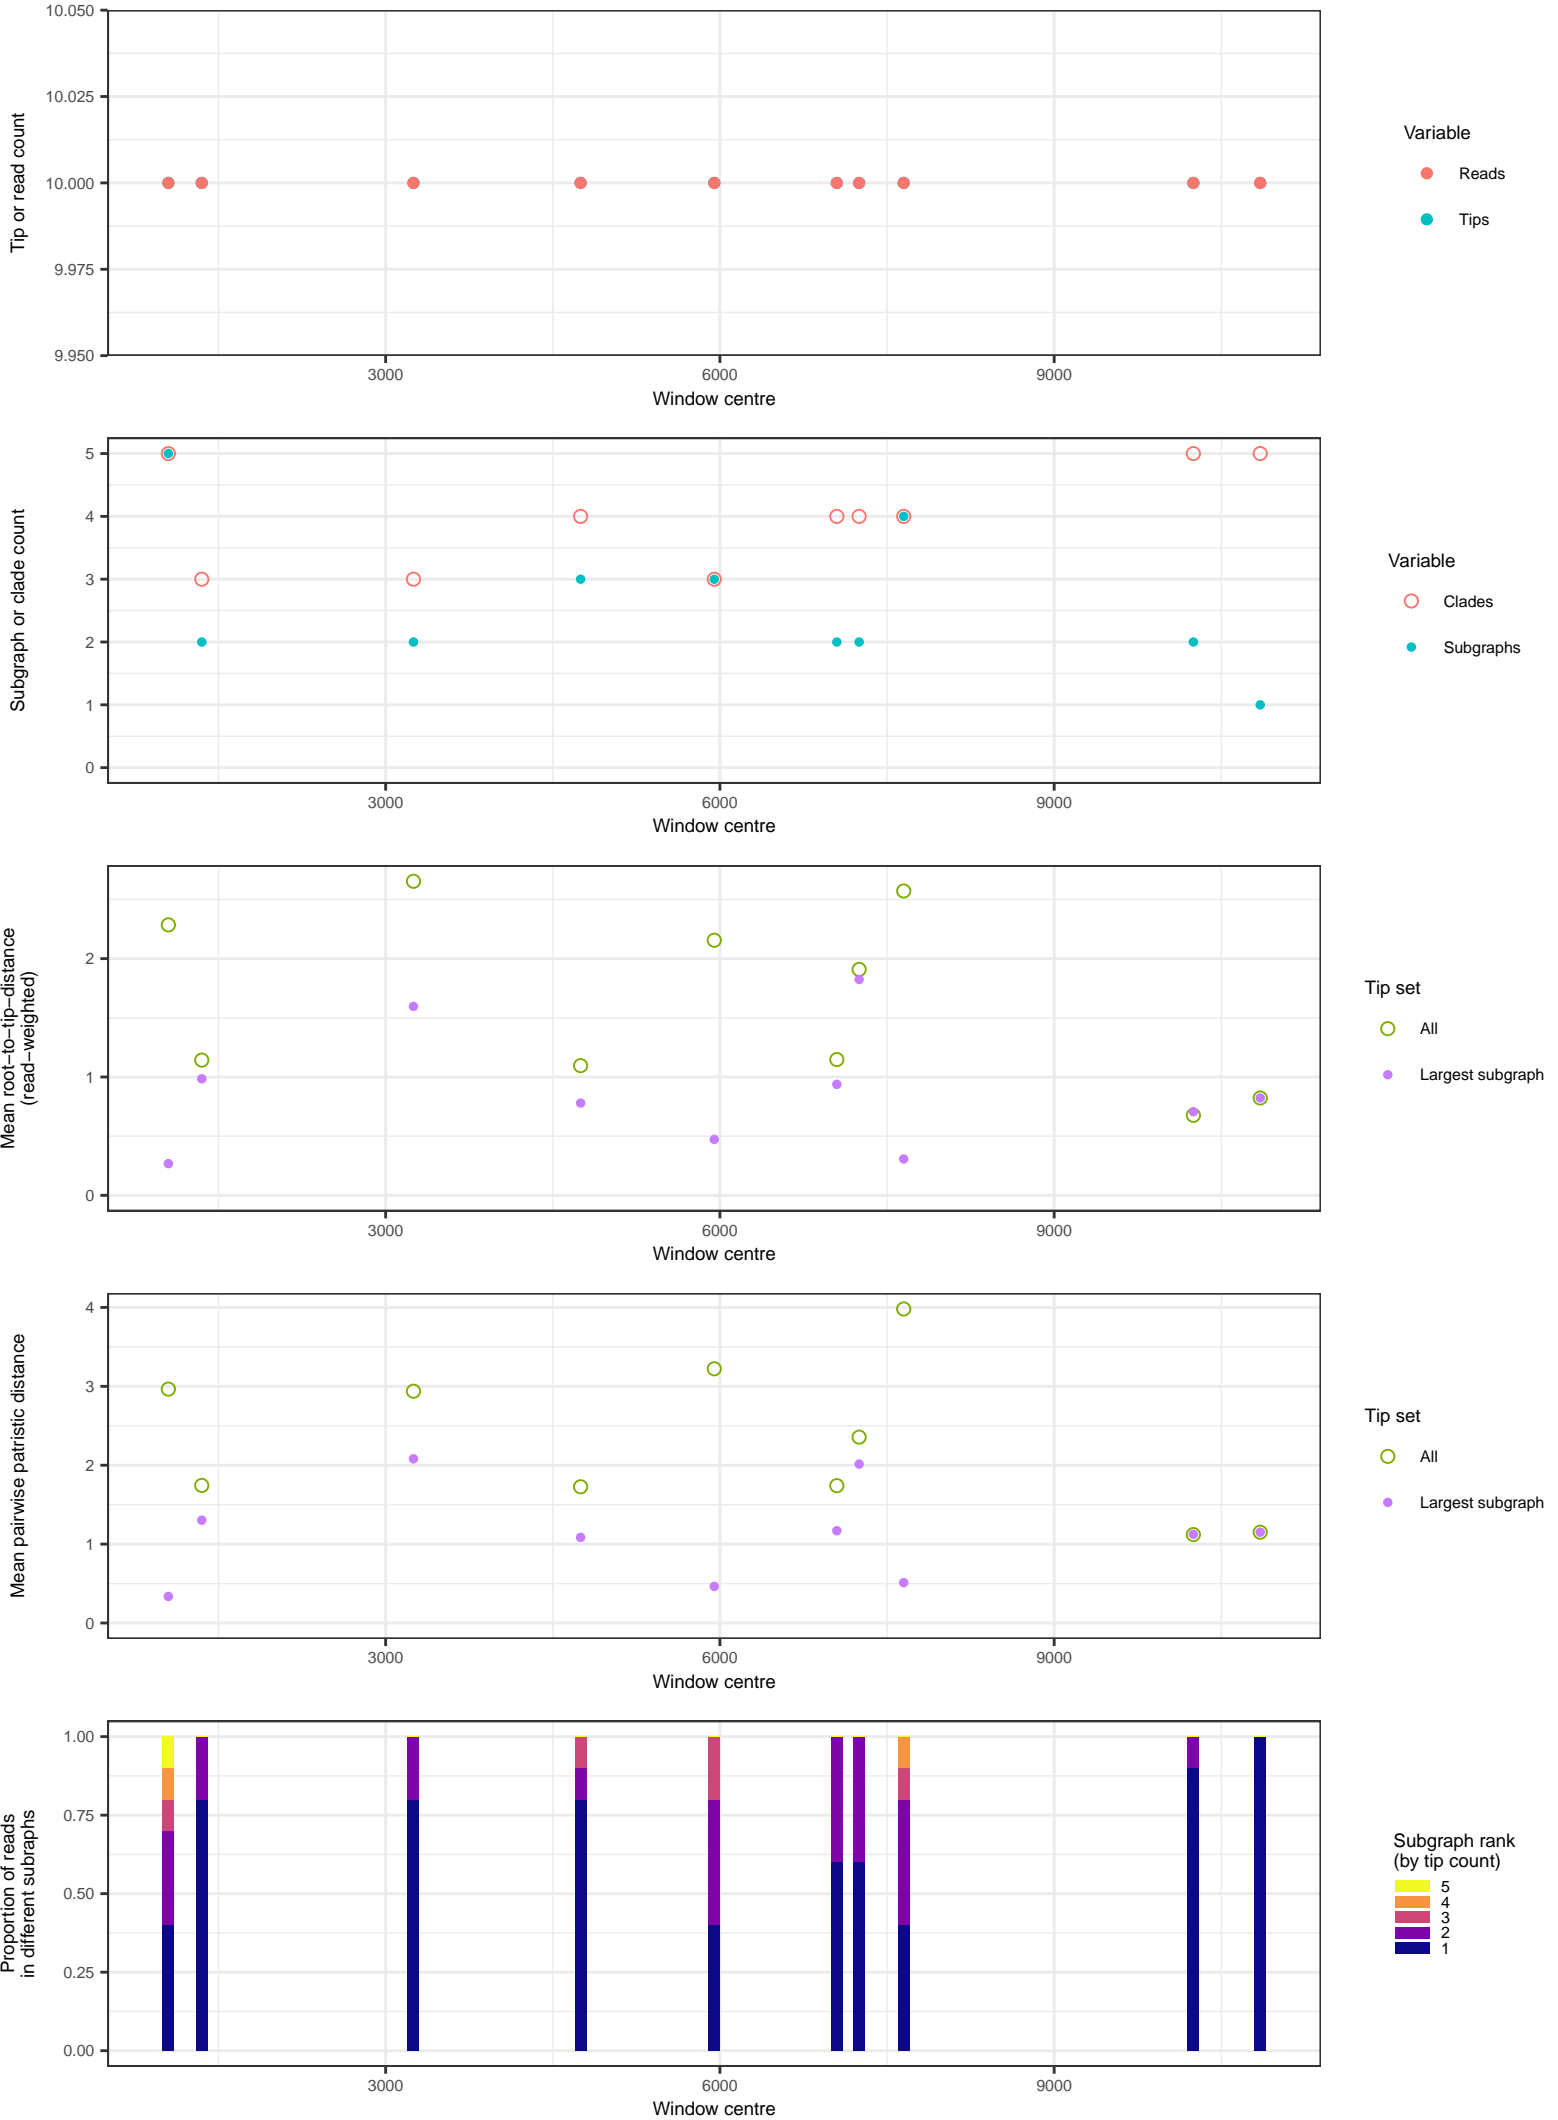 10.050
10.025
10.000
9.975
9.950
Tip or read count
3000
6000
9000
Window centre
Variable
Reads
Tips
5
4
3
2
1
0
Subgraph or clade count
3000
6000
9000
Window centre
Variable
Clades
Subgraphs
2
1
0
Mean root−to−tip−distance
(read−weighted)
3000
6000
9000
Window centre
Tip set
All
Largest subgraph
4
3
2
1
0
Mean pairwise patristic distance
3000
6000
9000
Window centre
Tip set
All
Largest subgraph
1.00
0.75
0.50
0.25
0.00
Proportion of reads
in different subraphs
3000
6000
9000
Window centre
Subgraph rank
(by tip count)
5
4
3
2
1